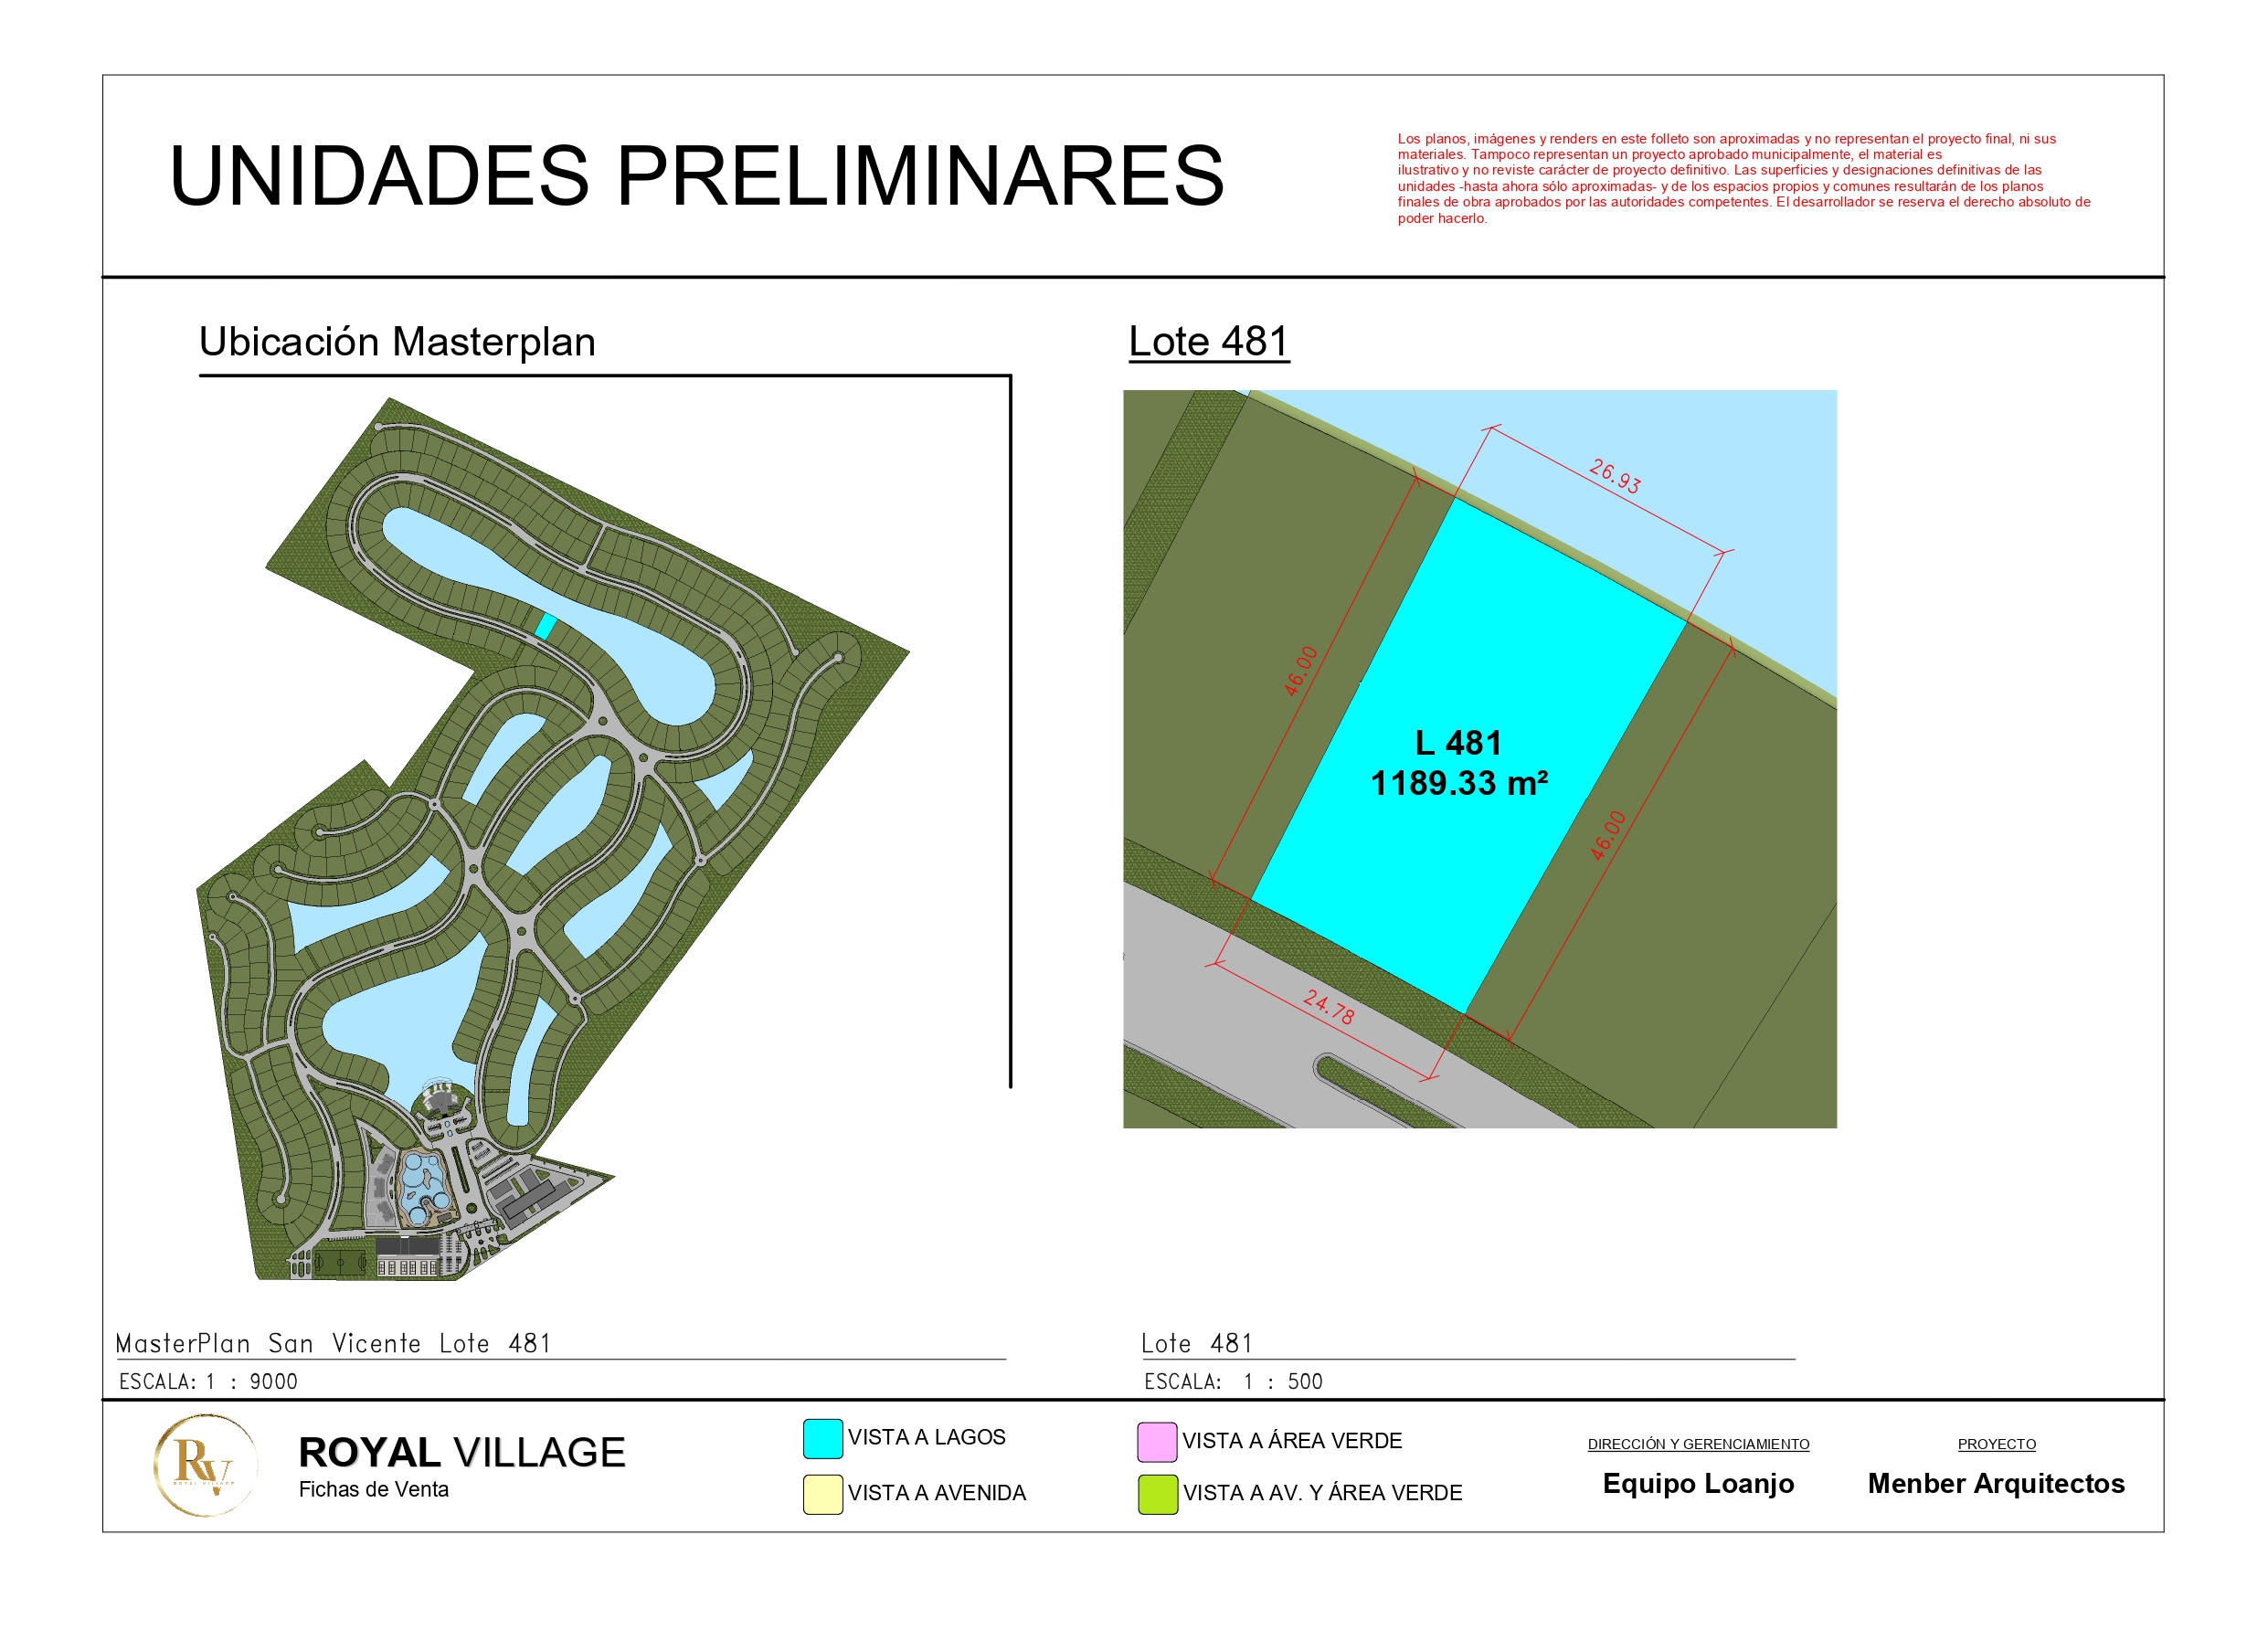 UNIDADES PRELIMINARES
Los planos, imágenes y renders en este folleto son aproximadas y no representan el proyecto final, ni sus
materiales. Tampoco representan un proyecto aprobado municipalmente, el material es
ilustrativo y no reviste carácter de proyecto definitivo. Las superficies y designaciones definitivas de las
unidades -hasta ahora sólo aproximadas- y de los espacios propios y comunes resultarán de los planos
finales de obra aprobados por las autoridades competentes. El desarrollador se reserva el derecho absoluto de
poder hacerlo.
Ubicación Masterplan
Lote 481
26.93
46.00
L 481
1189.33 m²
46.00
24.78
MasterPlan San Vicente Lote 481
ESCALA: 1 : 9000
Lote 481
ESCALA: 1 : 500
RV
ROYAL VILLAGE
ROYAL VILLAGE
Fichas de Venta
VISTA A LAGOS
VISTA A AVENIDA
VISTA A ÁREA VERDE
VISTA A AV. Y ÁREA VERDE
DIRECCIÓN Y GERENCIAMIENTO
Equipo Loanjo
PROYECTO
Menber Arquitectos